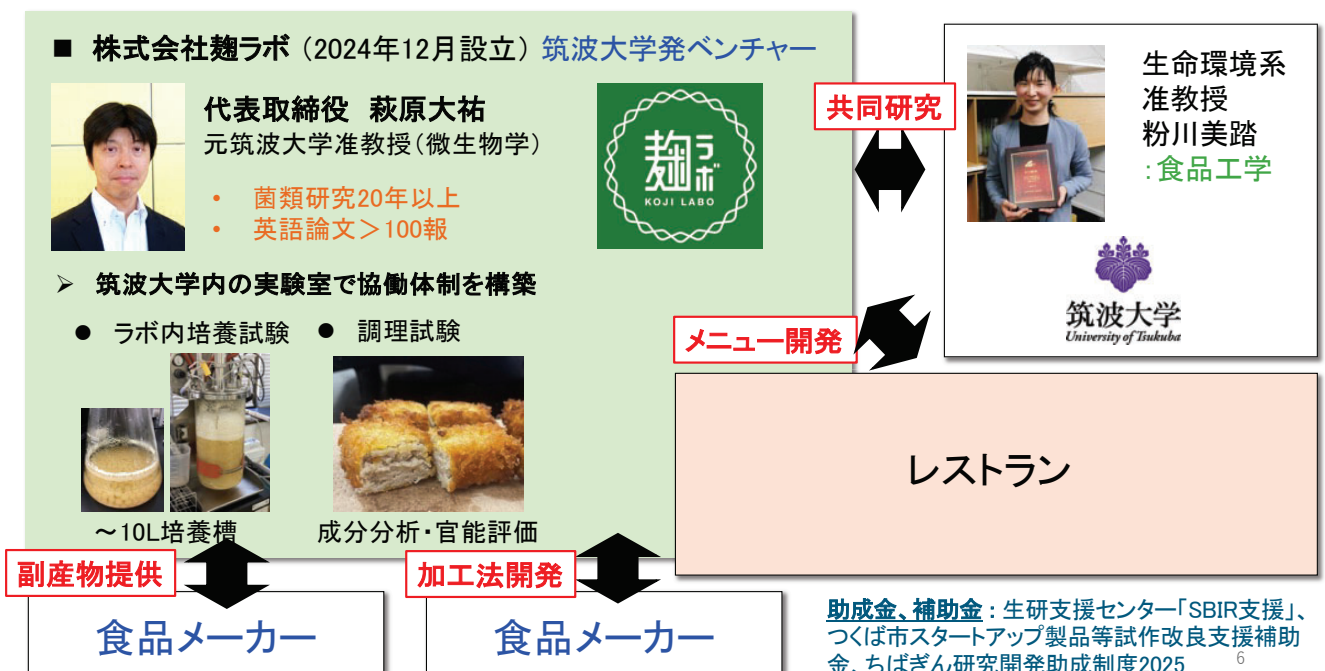 ■ 株式会社麹ラボ（2024年12月設立）筑波大学発ベンチャー
代表取締役　萩原大祐
元筑波大学准教授（微生物学）
• 菌類研究20年以上
• 英語論文＞100報
麹ラボ
KOJI LABO
➢ 筑波大学内の実験室で協働体制を構築
● ラボ内培養試験
● 調理試験
～10L培養槽
成分分析・官能評価
共同研究
生命環境系
准教授
粉川美踏
：食品工学
筑波大学
University of Tsukuba
メニュー開発
レストラン
副産物提供
加工法開発
食品メーカー
食品メーカー
助成金、補助金：生研支援センター「SBIR支援」、
つくば市スタートアップ製品等試作改良支援補助
金、ちばぎん研究開発助成制度2025
6